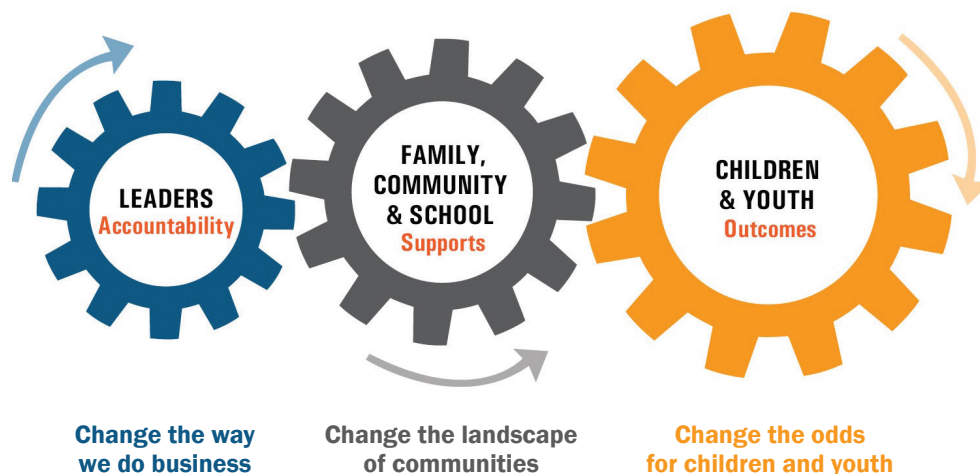 LEADERS
Accountability
FAMILY,
COMMUNITY
& SCHOOL
Supports
CHILDREN
& YOUTH
Outcomes
Change the way
we do business
Change the landscape
of communities
Change the odds
for children and youth